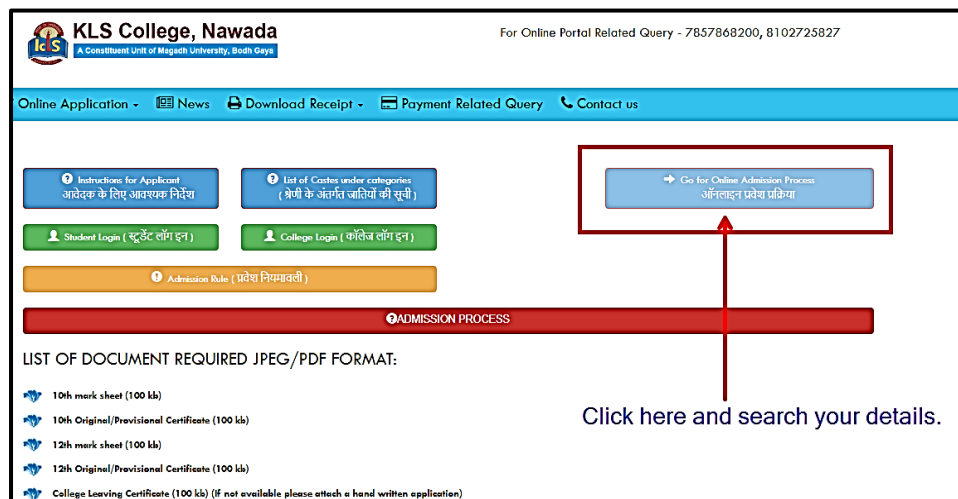 KLS College, Nawada
A Constituent Unit of Magadh University, Bodh Gaya
For Online Portal Related Query - 7857868200, 8102725827
Online Application
News
Download Receipt
Payment Related Query
Contact us
Instructions for Applicant
आवेदक के लिए आवश्यक निर्देश
List of Castes under categories
( श्रेणी के अंतर्गत जातियों की सूची )
Go for Online Admission Process
ऑनलाइन प्रवेश प्रक्रिया
Student Login ( स्टूडेंट लॉग इन )
College Login ( कॉलेज लॉग इन )
Admission Rule ( प्रवेश नियमावली )
ADMISSION PROCESS
LIST OF DOCUMENT REQUIRED JPEG/PDF FORMAT:
10th mark sheet (100 kb)
10th Original/Provisional Certificate (100 kb)
Click here and search your details.
12th mark sheet (100 kb)
12th Original/Provisional Certificate (100 kb)
College Leaving Certificate (100 kb) (If not available please attach a hand written application)